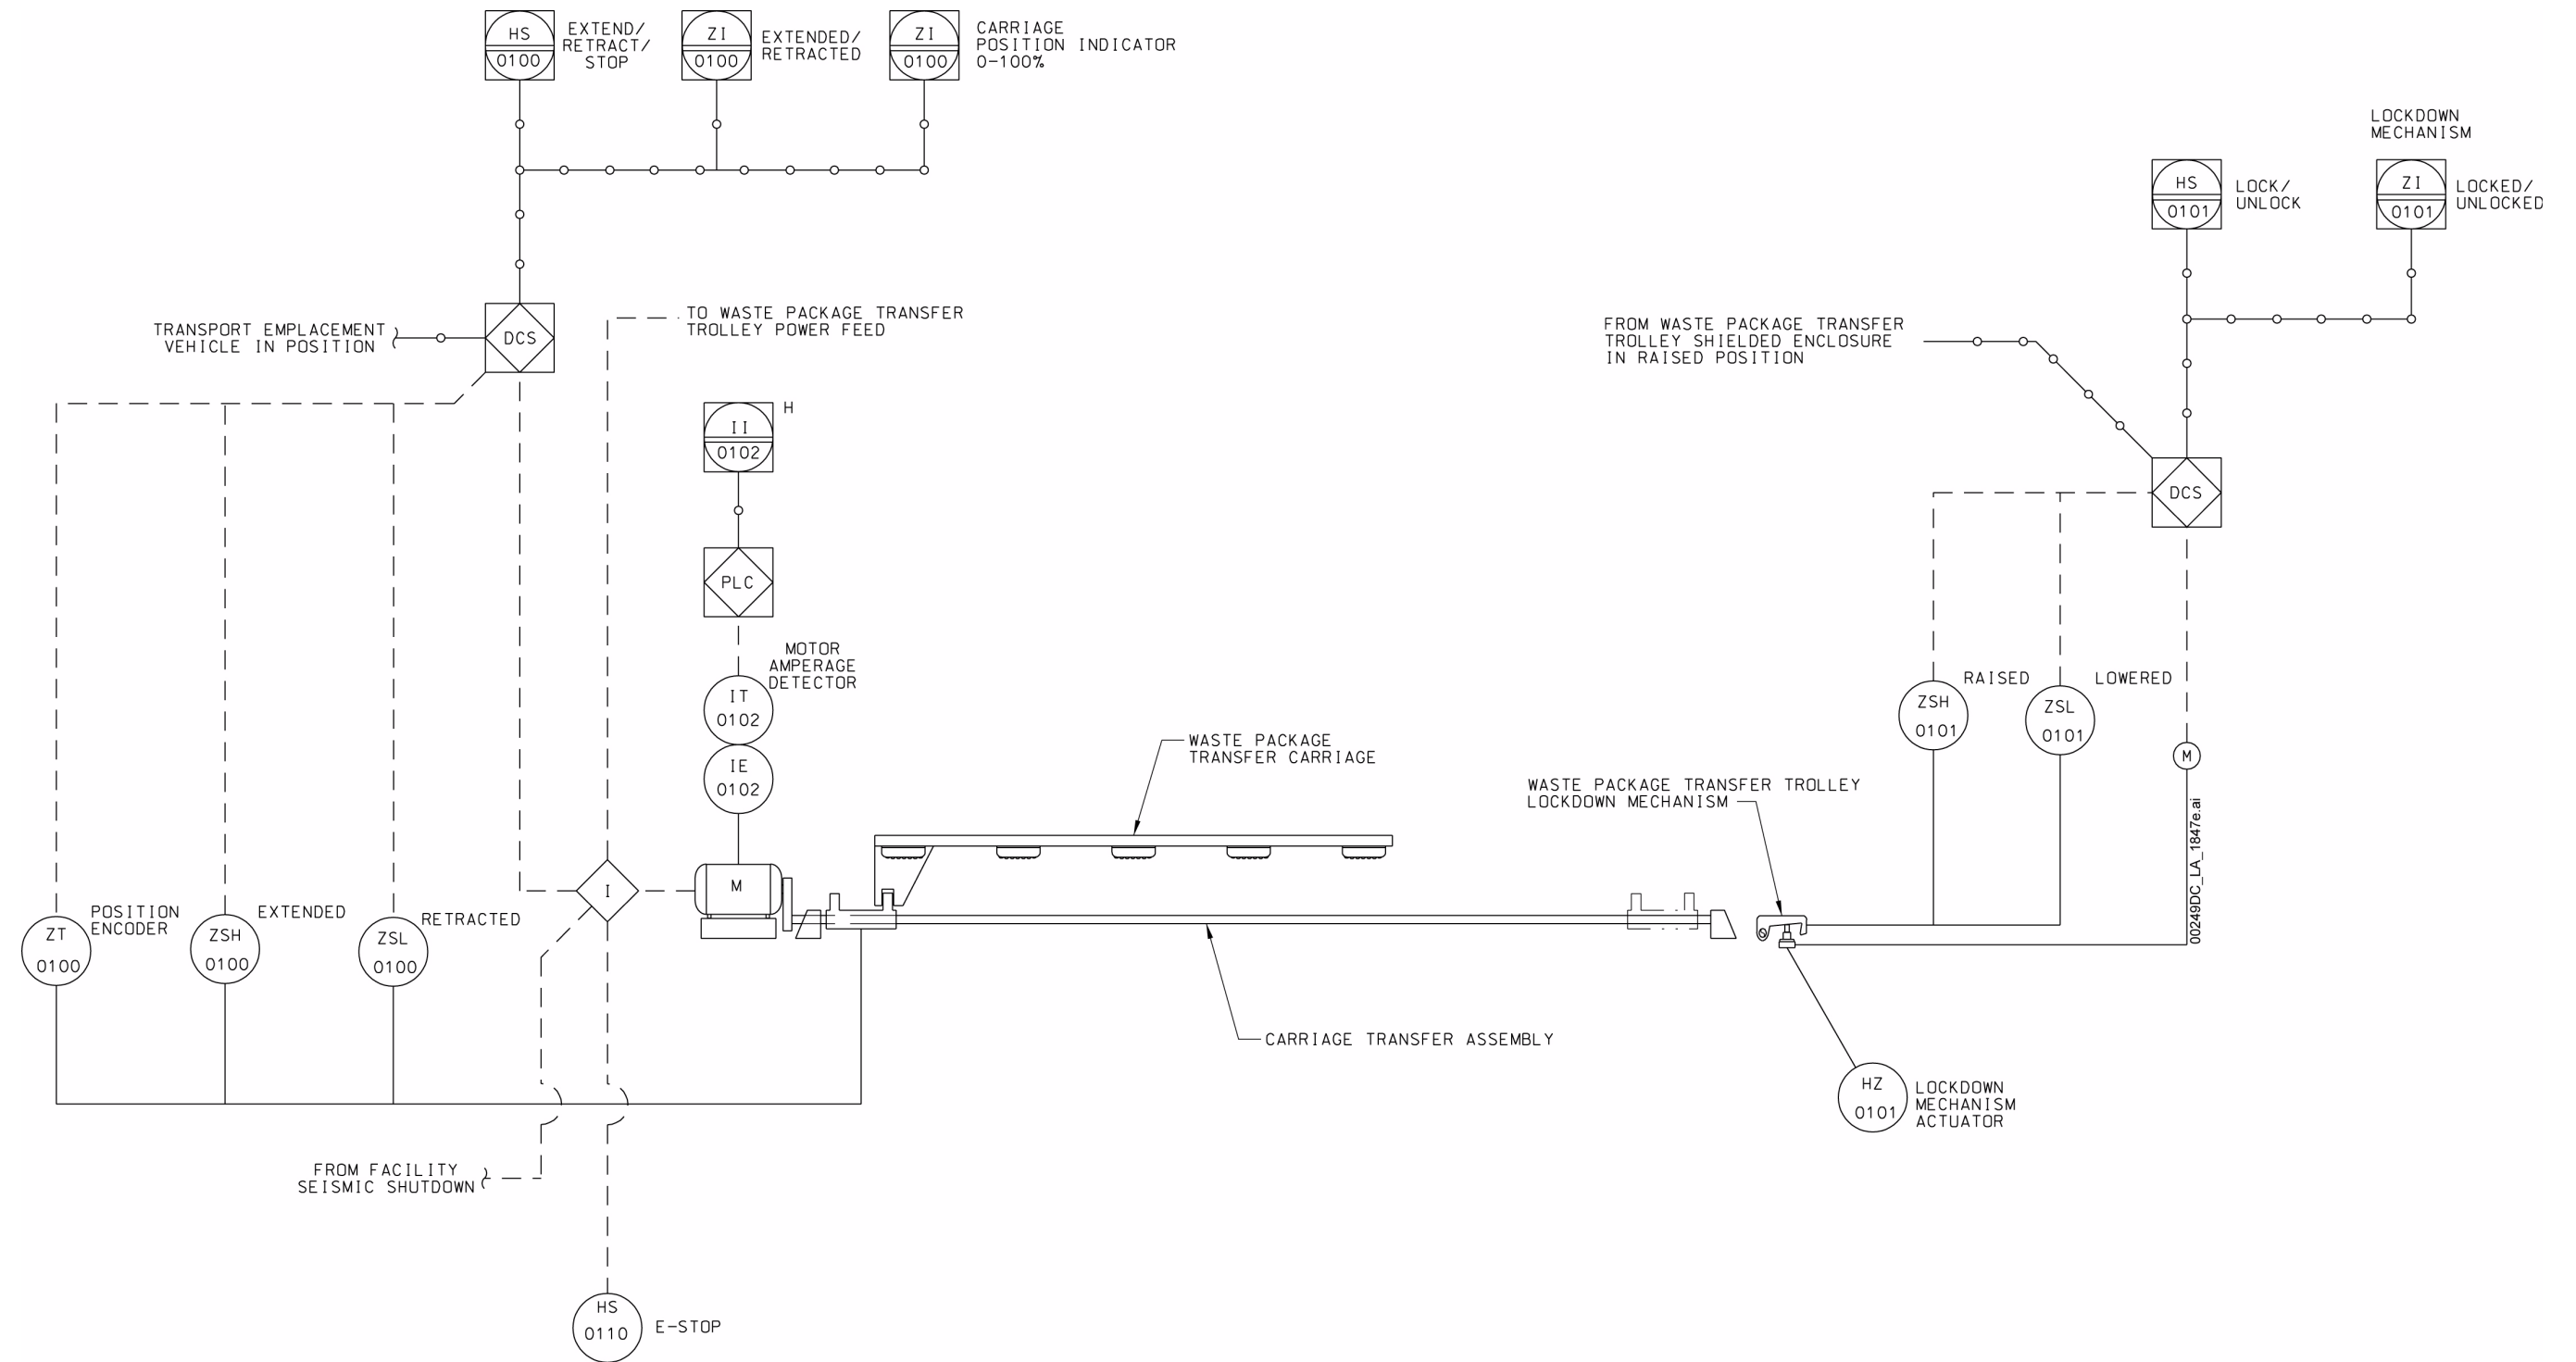 HS
0100
EXTEND/
RETRACT/
STOP
ZI
0100
EXTENDED/
RETRACTED
ZI
0100
CARRIAGE
POSITION INDICATOR
0-100%
LOCKDOWN
MECHANISM
HS
0101
LOCK/
UNLOCK
ZI
0101
LOCKED/
UNLOCKED
TRANSPORT EMPLACEMENT
VEHICLE IN POSITION
DCS
TO WASTE PACKAGE TRANSFER
TROLLEY POWER FEED
FROM WASTE PACKAGE TRANSFER
TROLLEY SHIELDED ENCLOSURE
IN RAISED POSITION
H
II
0102
DCS
PLC
MOTOR
AMPERAGE
DETECTOR
IT
0102
IE
0102
RAISED
ZSH
0101
LOWERED
ZSL
0101
M
WASTE PACKAGE
TRANSFER CARRIAGE
WASTE PACKAGE TRANSFER TROLLEY
LOCKDOWN MECHANISM
00249DC_LA_1847e.ai
I
M
POSITION
ENCODER
ZT
0100
EXTENDED
ZSH
0100
RETRACTED
ZSL
0100
CARRIAGE TRANSFER ASSEMBLY
HZ
0101
LOCKDOWN
MECHANISM
ACTUATOR
FROM FACILITY
SEISMIC SHUTDOWN
HS
0110
E-STOP